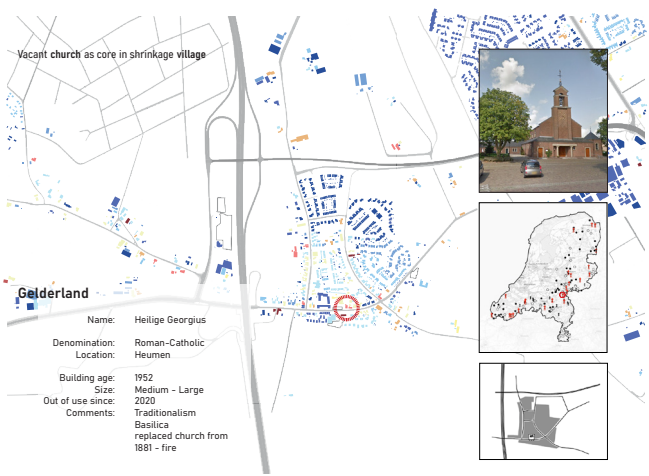 Vacant church as core in shrinkage village
Gelderland
Name: Heilige Georgius
Denomination: Roman-Catholic
Location: Heumen
Building age: 1952
Size: Medium - Large
Out of use since: 2020
Comments: Traditionalism
Basilica
replaced church from
1881 - fire